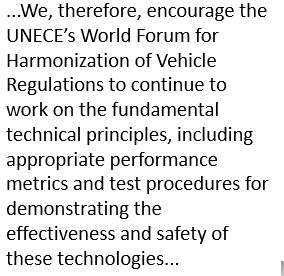 ...We, therefore, encourage the
UNECE’s World Forum for
Harmonization of Vehicle
Regulations to continue to
work on the fundamental
technical principles, including
appropriate performance
metrics and test procedures for
demonstrating the
effectiveness and safety of
these technologies...